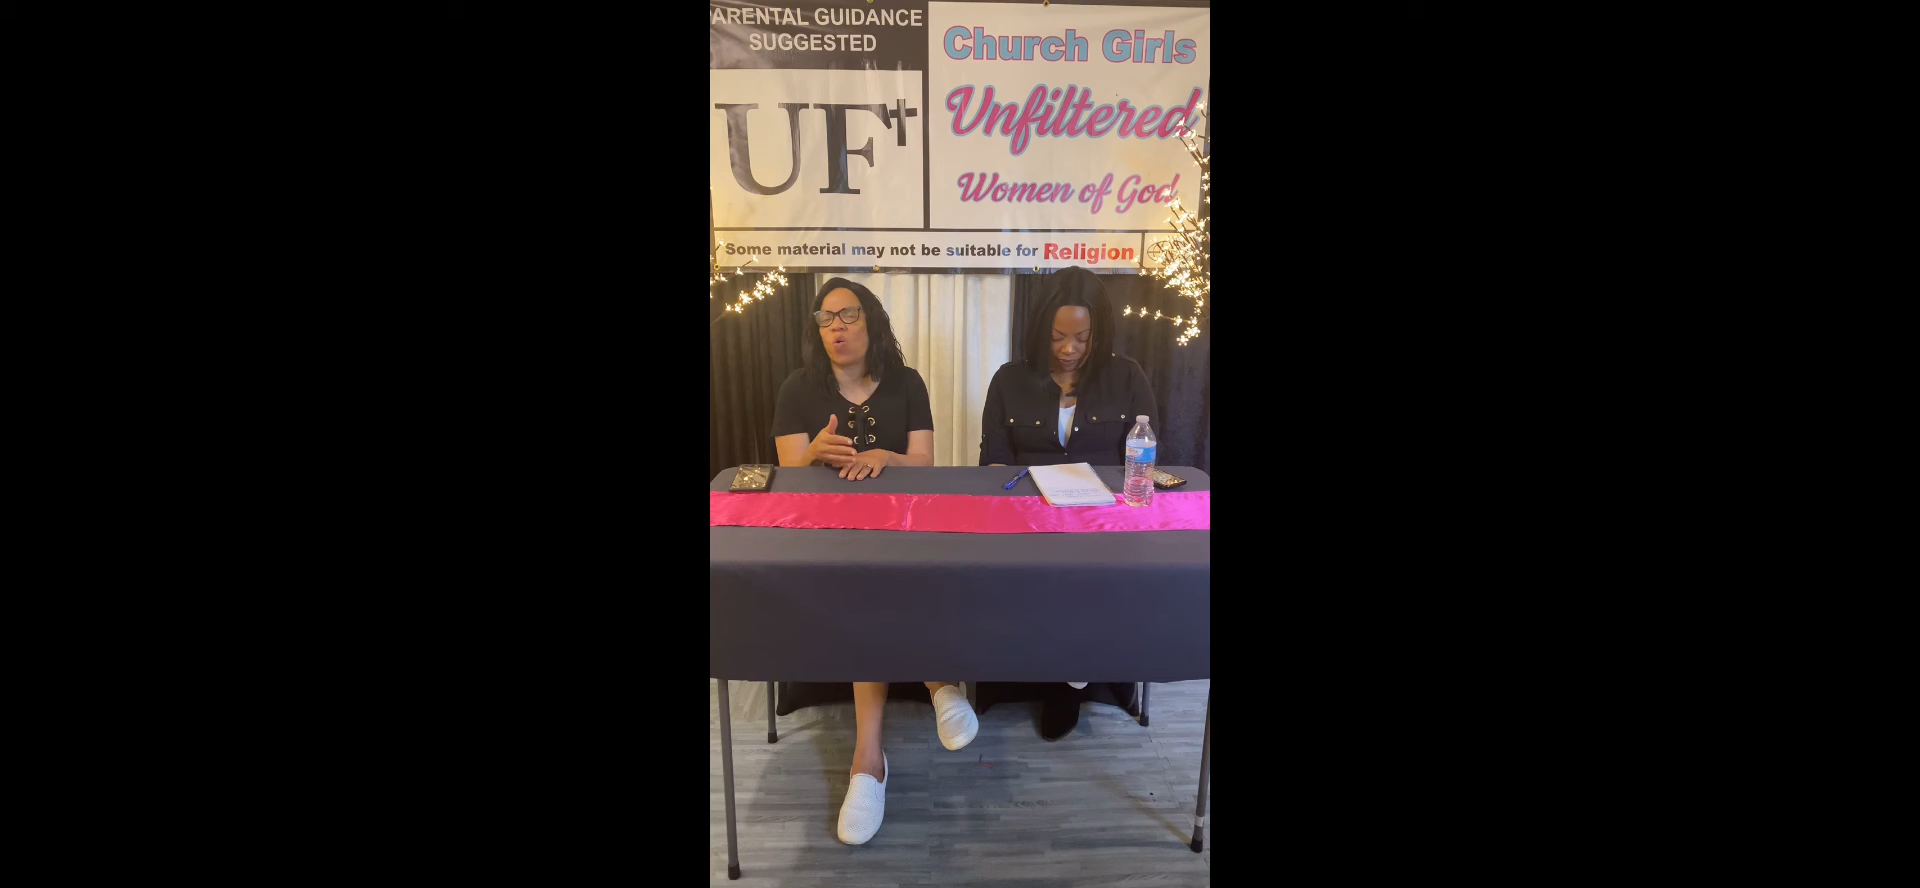 ARENTAL GUIDANCE
SUGGESTED
UF†
Church Girls
Unfiltered
Women of God
Some material may not be suitable for Religion